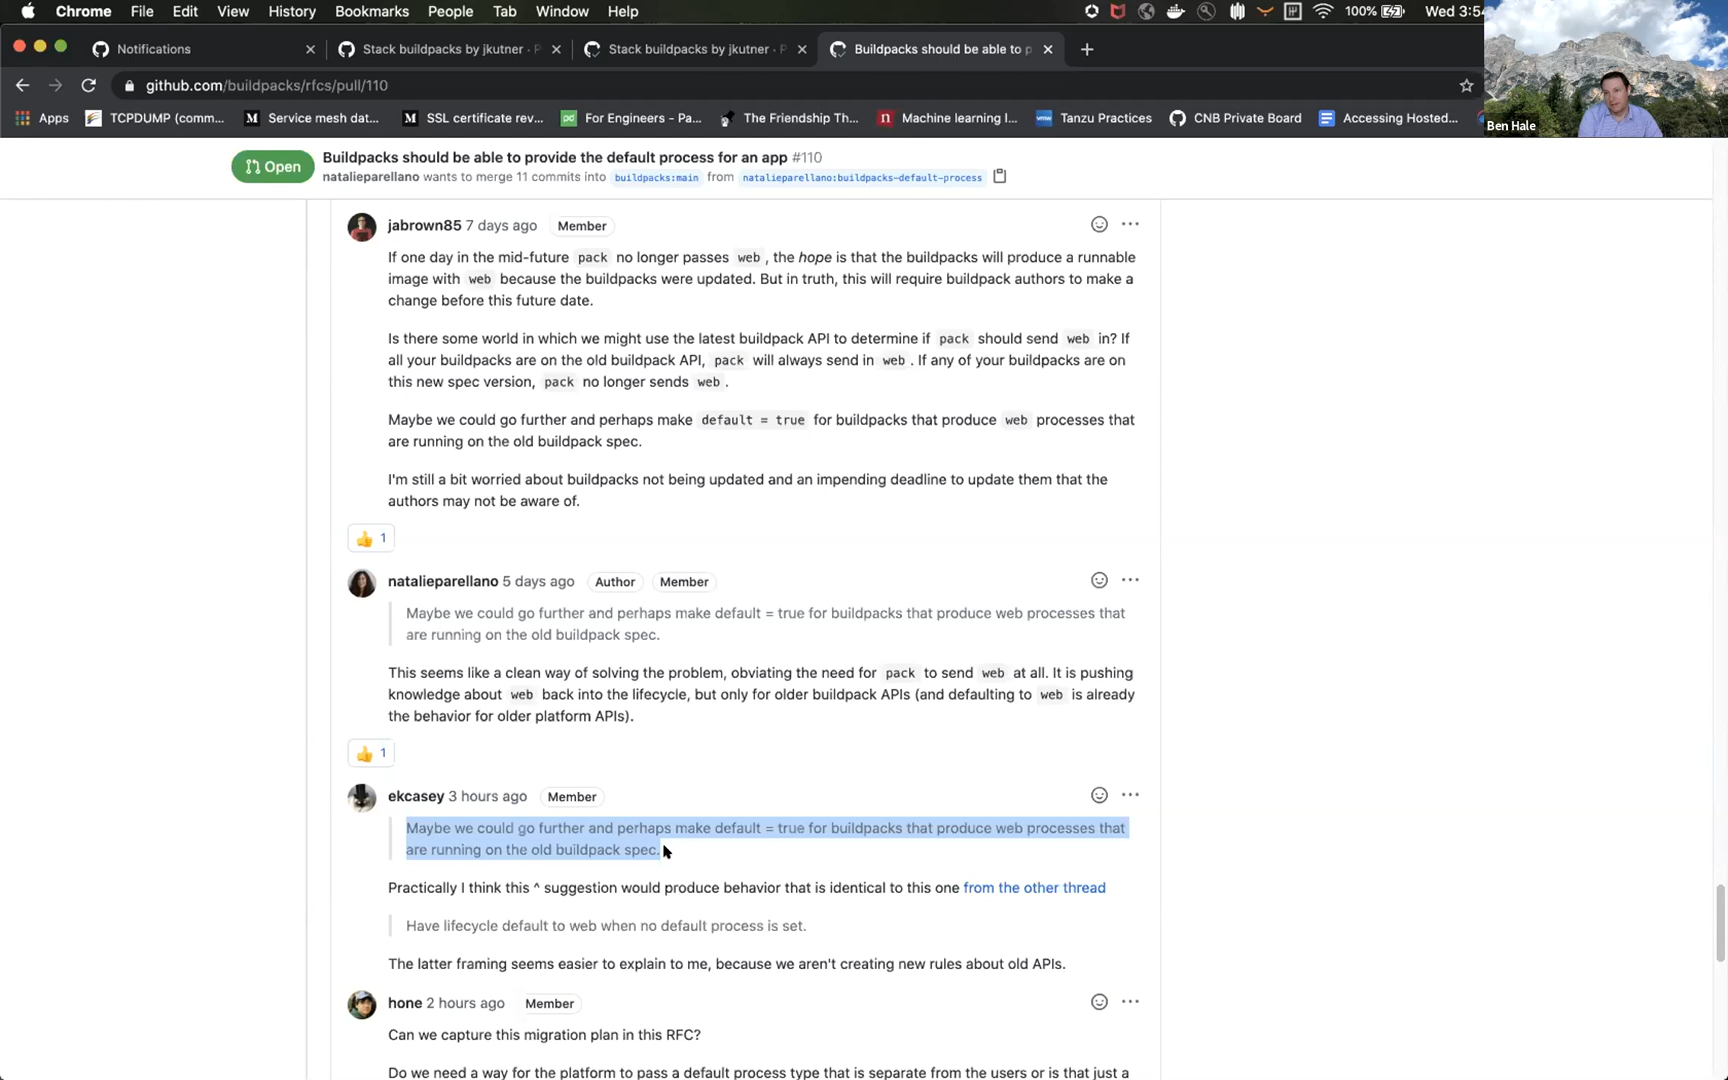 Chrome File Edit View History Bookmarks People Tab Window Help 100% Wed 3:54
Notifications Stack buildpacks by jkutner · P Stack buildpacks by jkutner · P Buildpacks should be able to p
github.com/buildpacks/rfcs/pull/110
Apps TCPDUMP (comm... Service mesh dat... SSL certificate rev... For Engineers - Pa... The Friendship Th... Machine learning I... Tanzu Practices CNB Private Board Accessing Hosted...
Ben Hale
Open Buildpacks should be able to provide the default process for an app #110
natalieparellano wants to merge 11 commits into buildpacks:main from natalieparellano:buildpacks-default-process
jabrown85 7 days ago Member
If one day in the mid-future pack no longer passes web , the hope is that the buildpacks will produce a runnable
image with web because the buildpacks were updated. But in truth, this will require buildpack authors to make a
change before this future date.
Is there some world in which we might use the latest buildpack API to determine if pack should send web in? If
all your buildpacks are on the old buildpack API, pack will always send in web . If any of your buildpacks are on
this new spec version, pack no longer sends web .
Maybe we could go further and perhaps make default = true for buildpacks that produce web processes that
are running on the old buildpack spec.
I'm still a bit worried about buildpacks not being updated and an impending deadline to update them that the
authors may not be aware of.
👍 1
natalieparellano 5 days ago Author Member
Maybe we could go further and perhaps make default = true for buildpacks that produce web processes that
are running on the old buildpack spec.
This seems like a clean way of solving the problem, obviating the need for pack to send web at all. It is pushing
knowledge about web back into the lifecycle, but only for older buildpack APIs (and defaulting to web is already
the behavior for older platform APIs).
👍 1
ekcasey 3 hours ago Member
Maybe we could go further and perhaps make default = true for buildpacks that produce web processes that
are running on the old buildpack spec.
Practically I think this ^ suggestion would produce behavior that is identical to this one from the other thread
Have lifecycle default to web when no default process is set.
The latter framing seems easier to explain to me, because we aren't creating new rules about old APIs.
hone 2 hours ago Member
Can we capture this migration plan in this RFC?
Do we need a way for the platform to pass a default process type that is separate from the users or is that just a